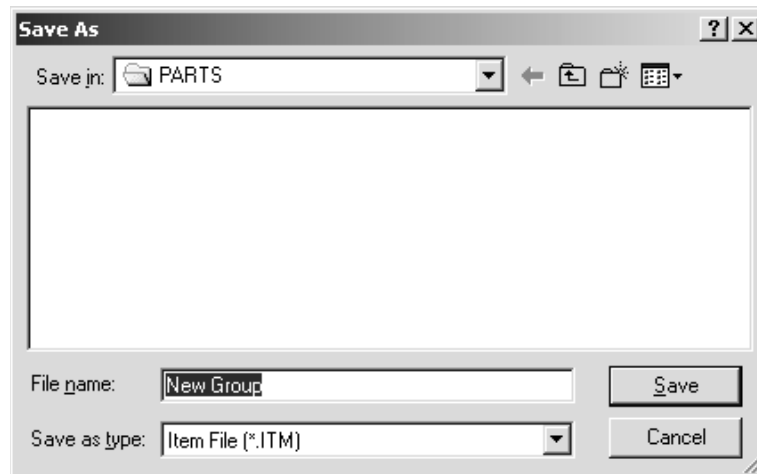 Save As
Save in: PARTS
File name: New Group Save
Save as type: Item File (*.ITM) Cancel